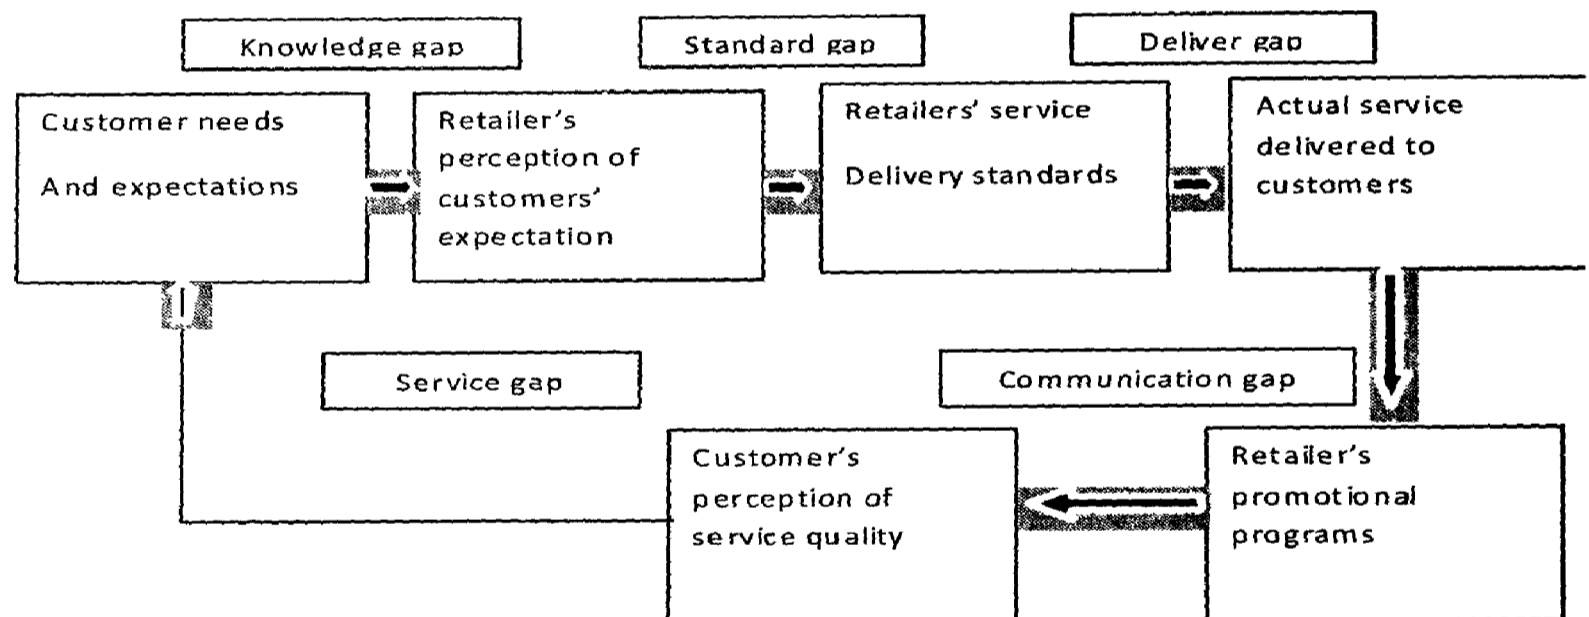 Knowledge gap
Standard gap
Deliver gap
Customer needs
And expectations
Retailer's
perception of
customers'
expectation
Retailers' service
Delivery standards
Actual service
delivered to
customers
Service gap
Communication gap
Customer's
perception of
service quality
Retailer's
promotional
programs